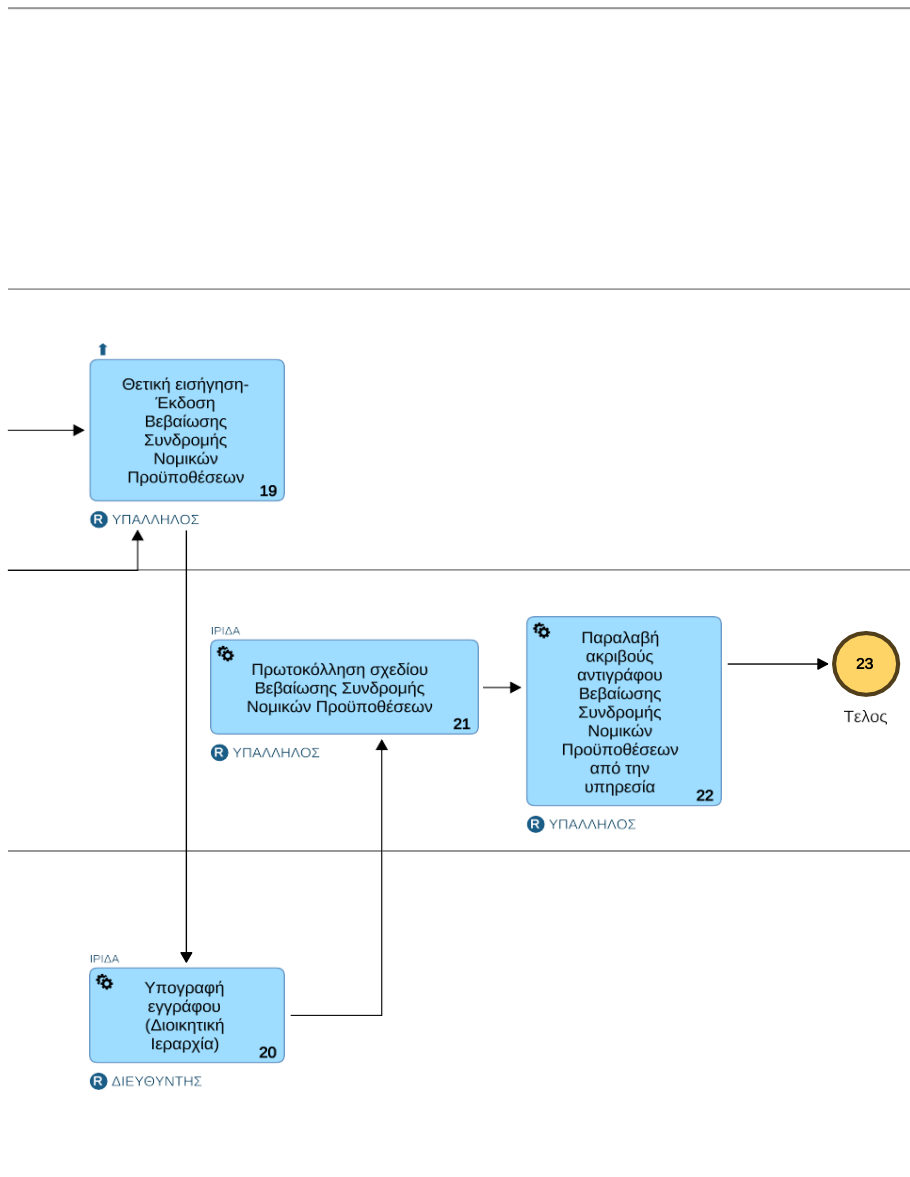 Θετική εισήγηση-
Έκδοση
Βεβαίωσης
Συνδρομής
Νομικών
Προϋποθέσεων
19
R ΥΠΑΛΛΗΛΟΣ
ΙΡΙΔΑ
Πρωτοκόλληση σχεδίου
Βεβαίωσης Συνδρομής
Νομικών Προϋποθέσεων
21
R ΥΠΑΛΛΗΛΟΣ
Παραλαβή
ακριβούς
αντιγράφου
Βεβαίωσης
Συνδρομής
Νομικών
Προϋποθέσεων
από την
υπηρεσία
22
R ΥΠΑΛΛΗΛΟΣ
23
Τελος
ΙΡΙΔΑ
Υπογραφή
εγγράφου
(Διοικητική
Ιεραρχία)
20
R ΔΙΕΥΘΥΝΤΗΣ